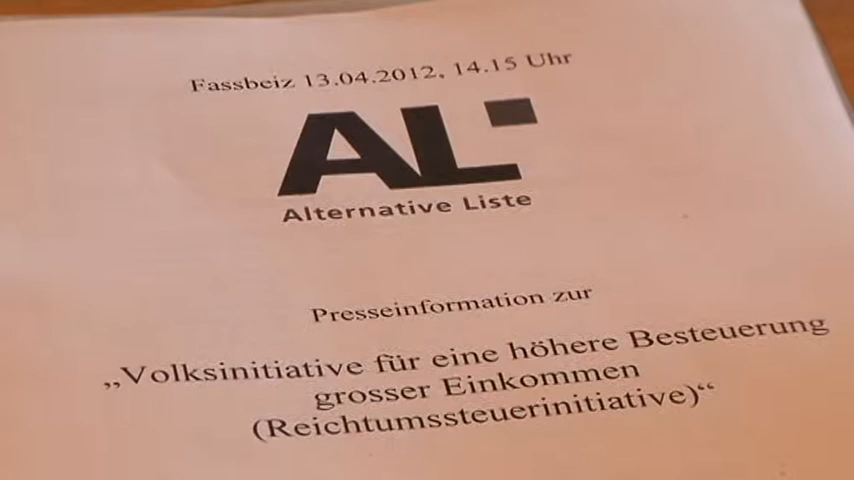 Fassbeiz 13.04.2012, 14.15 Uhr
AL
Alternative Liste
Presseinformation zur
„Volksinitiative für eine höhere Besteuerung
grosser Einkommen
(Reichtumssteuerinitiative)“